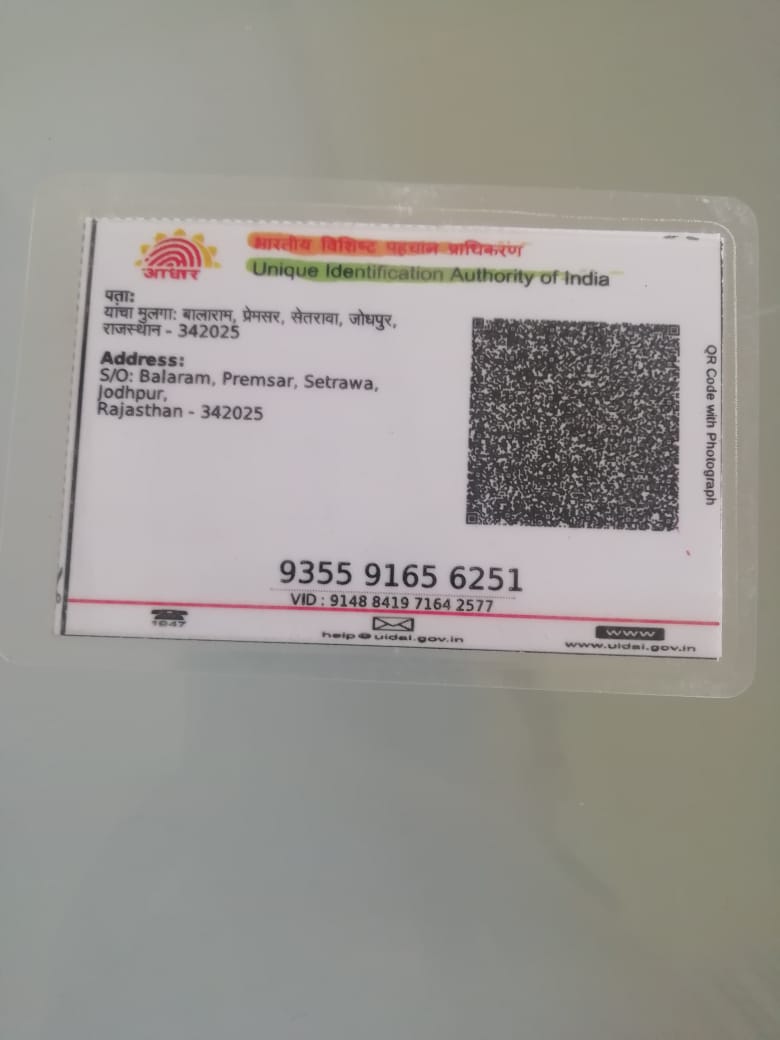 आधार
भारतीय विशिष्ट पहचान प्राधिकरण
Unique Identification Authority of India
पता:
यांचा मुलगा: बालाराम, प्रेमसर, सेतरावा, जोधपुर,
राजस्थान - 342025
Address:
S/O: Balaram, Premsar, Setrawa,
Jodhpur,
Rajasthan - 342025
QR Code with Photograph
9355 9165 6251
VID : 9148 8419 7164 2577
1947
help@uidai.gov.in
www
www.uidai.gov.in